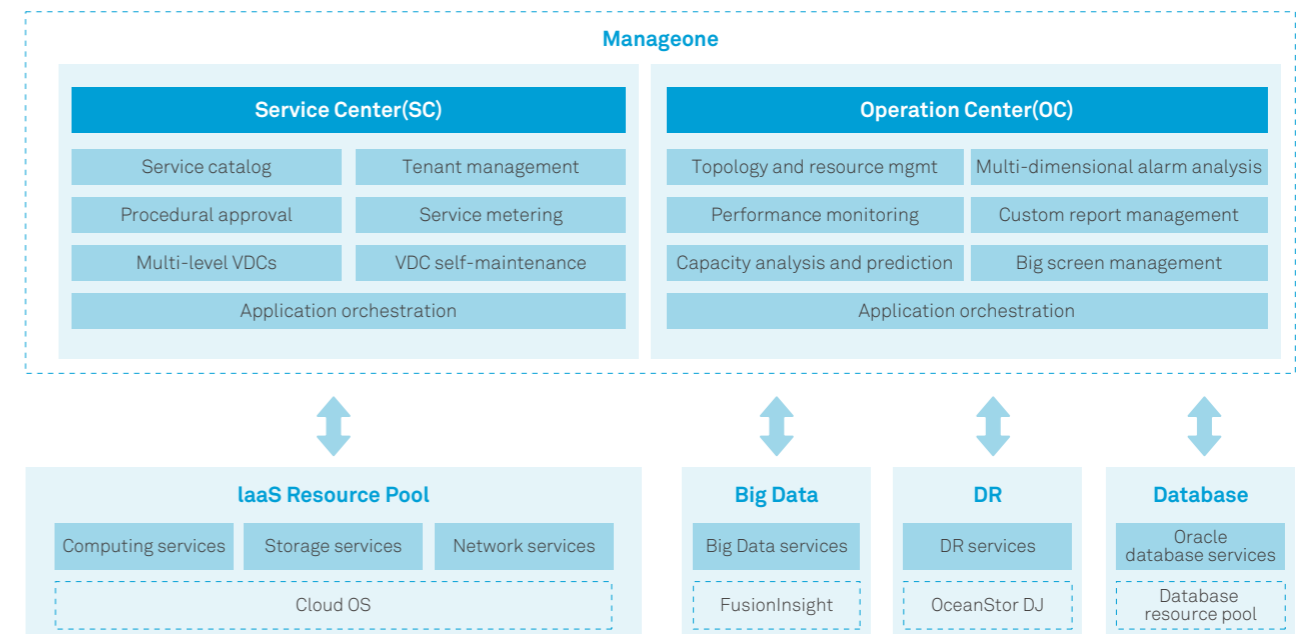 Manageone
Service Center(SC)
Service catalog
Tenant management
Procedural approval
Service metering
Multi-level VDCs
VDC self-maintenance
Application orchestration
Operation Center(OC)
Topology and resource mgmt
Multi-dimensional alarm analysis
Performance monitoring
Custom report management
Capacity analysis and prediction
Big screen management
Application orchestration
IaaS Resource Pool
Computing services
Storage services
Network services
Cloud OS
Big Data
Big Data services
FusionInsight
DR
DR services
OceanStor DJ
Database
Oracle
database services
Database
resource pool